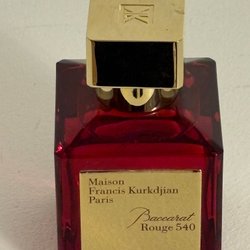 Maison
Francis Kurkdjian
Paris
Baccarat
Rouge 540